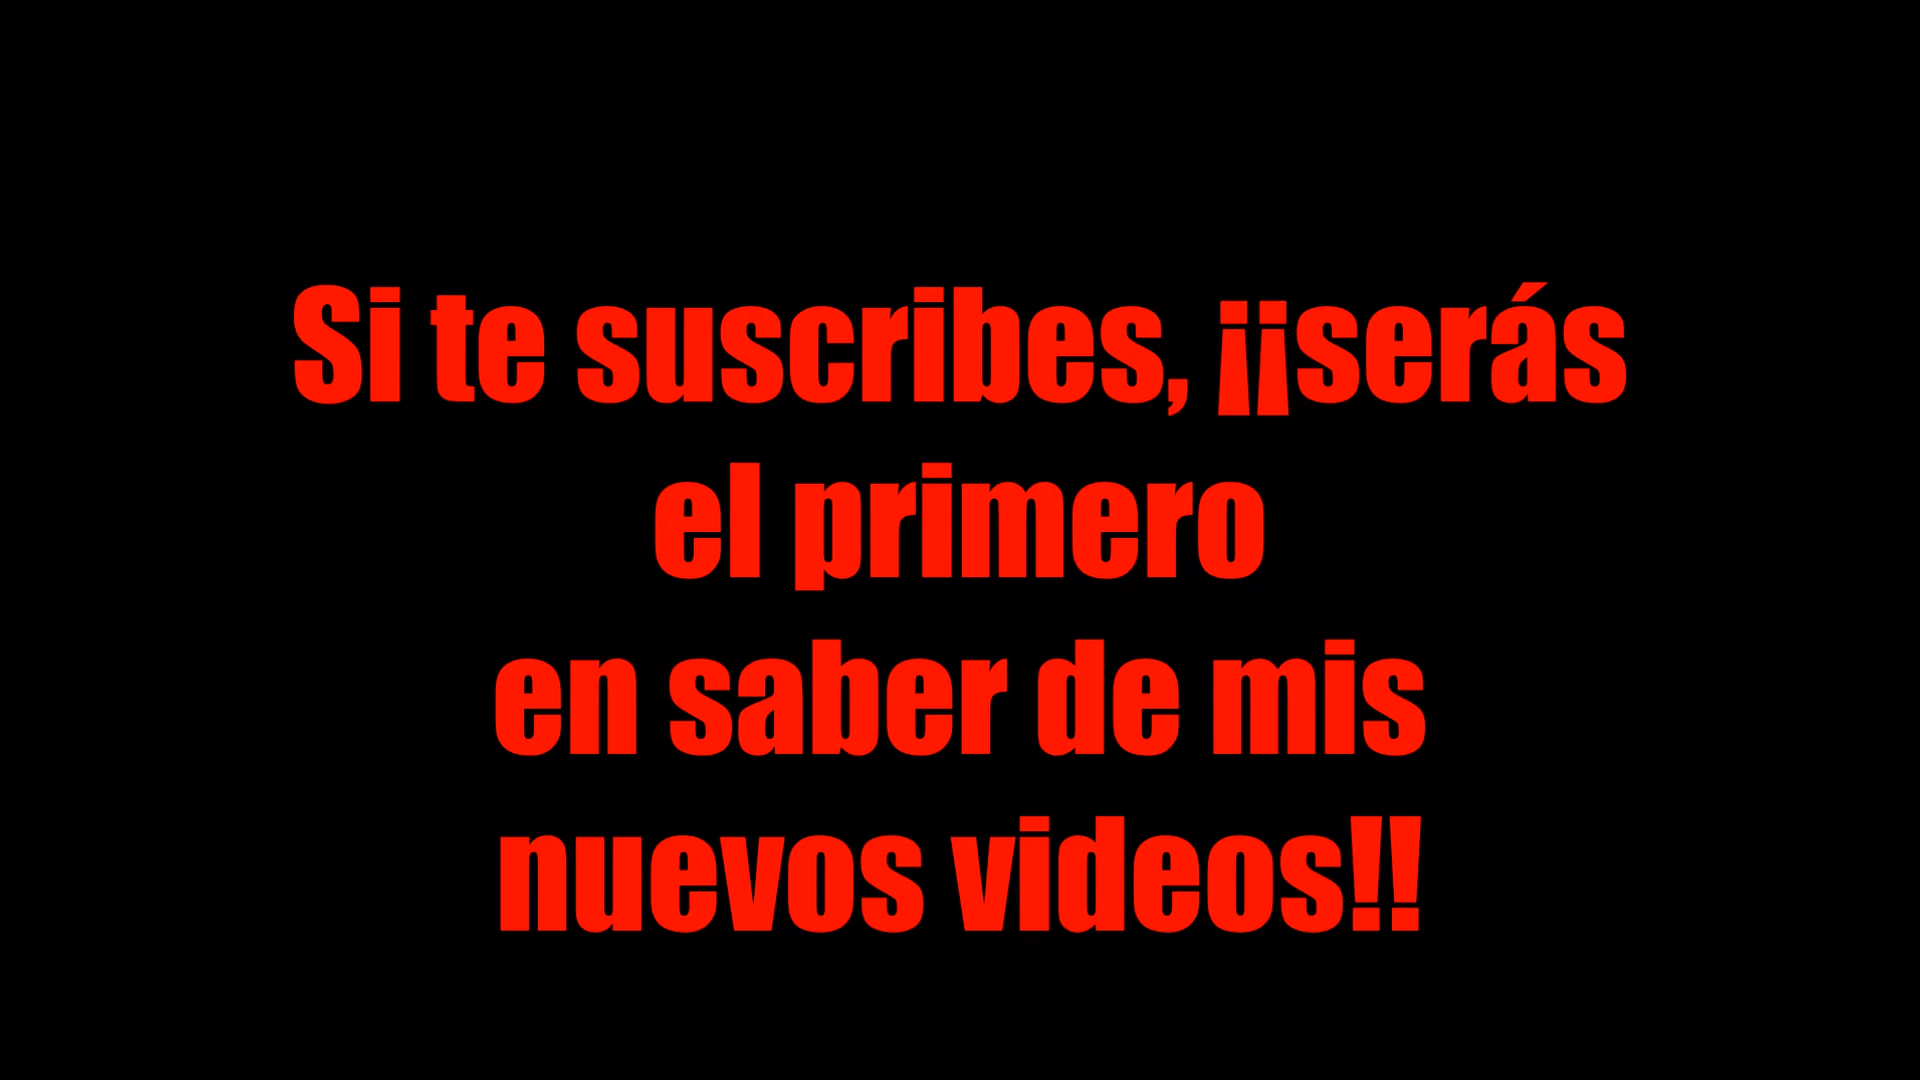 Si te suscribes, ¡¡serás
el primero
en saber de mis
nuevos videos!!